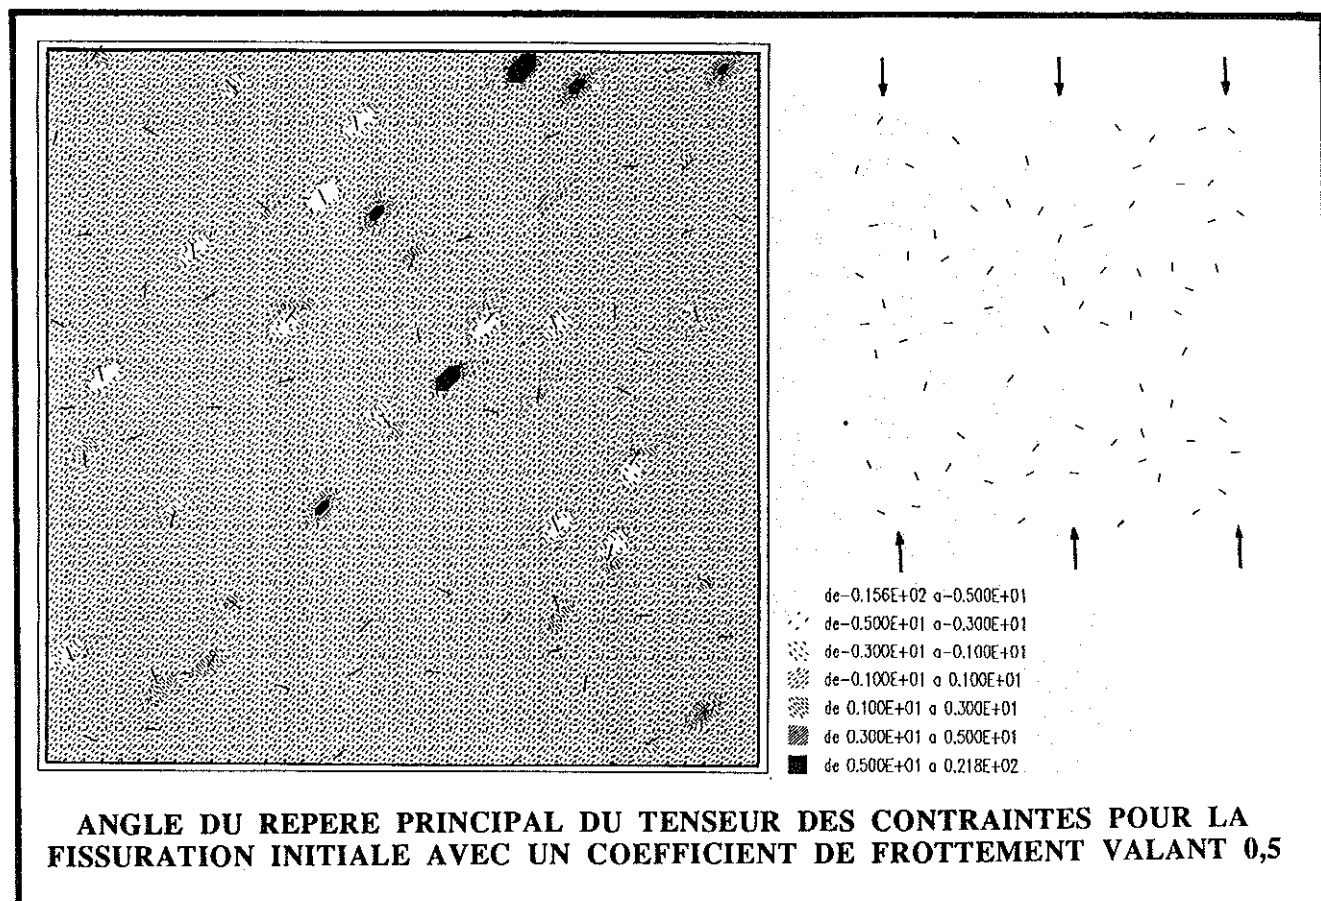 de-0.156E+02 a-0.500E+01
de-0.500E+01 a-0.300E+01
de-0.300E+01 a-0.100E+01
de-0.100E+01 a 0.100E+01
de 0.100E+01 a 0.300E+01
de 0.300E+01 a 0.500E+01
de 0.500E+01 a 0.218E+02
ANGLE DU REPERE PRINCIPAL DU TENSEUR DES CONTRAINTES POUR LA
FISSURATION INITIALE AVEC UN COEFFICIENT DE FROTTEMENT VALANT 0,5